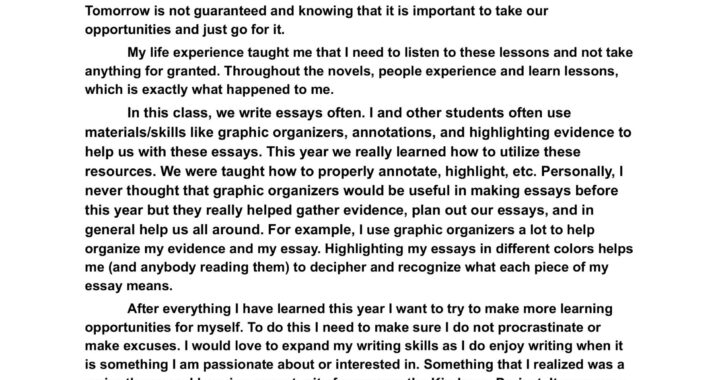 Tomorrow is not guaranteed and knowing that it is important to take our
opportunities and just go for it.
My life experience taught me that I need to listen to these lessons and not take
anything for granted. Throughout the novels, people experience and learn lessons,
which is exactly what happened to me.
In this class, we write essays often. I and other students often use
materials/skills like graphic organizers, annotations, and highlighting evidence to
help us with these essays. This year we really learned how to utilize these
resources. We were taught how to properly annotate, highlight, etc. Personally, I
never thought that graphic organizers would be useful in making essays before
this year but they really helped gather evidence, plan out our essays, and in
general help us all around. For example, I use graphic organizers a lot to help
organize my evidence and my essay. Highlighting my essays in different colors helps
me (and anybody reading them) to decipher and recognize what each piece of my
essay means.
After everything I have learned this year I want to try to make more learning
opportunities for myself. To do this I need to make sure I do not procrastinate or
make excuses. I would love to expand my writing skills as I do enjoy writing when it
is something I am passionate about or interested in. Something that I realized was a